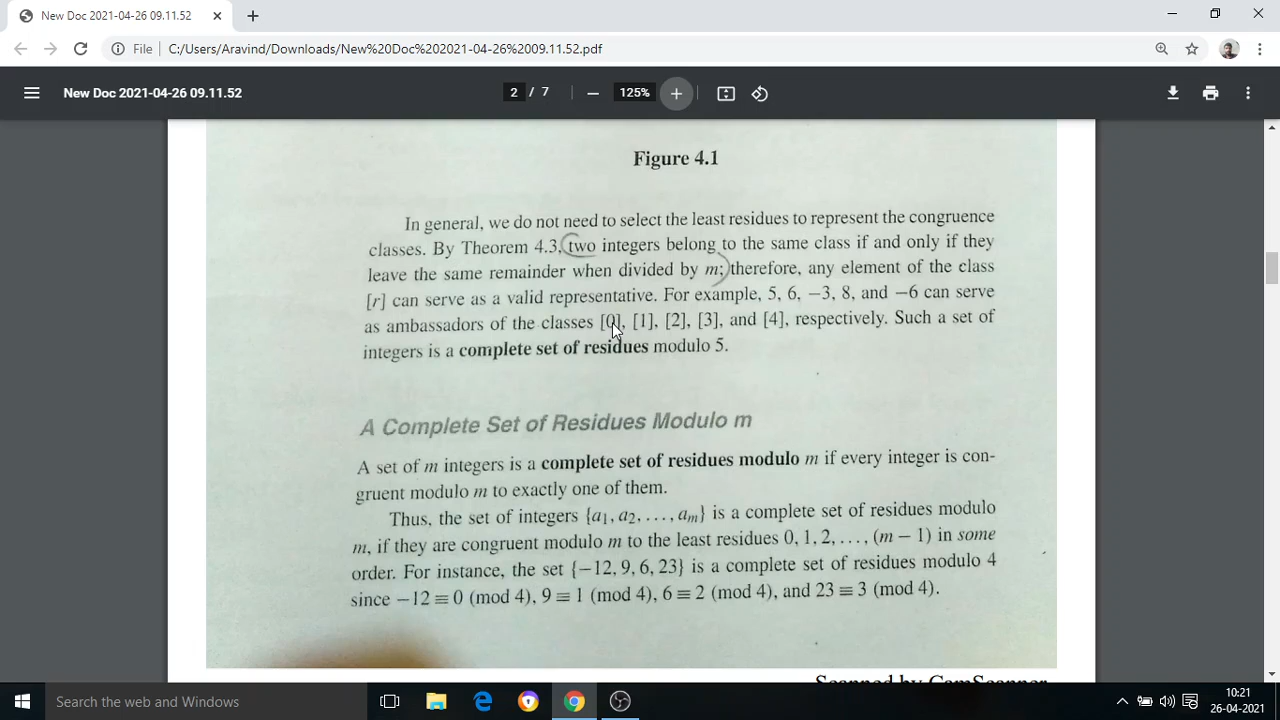 New Doc 2021-04-26 09.11.52
File C:/Users/Aravind/Downloads/New%20Doc%202021-04-26%2009.11.52.pdf
New Doc 2021-04-26 09.11.52
2 / 7
125%
Figure 4.1
In general, we do not need to select the least residues to represent the congruence
classes. By Theorem 4.3, two integers belong to the same class if and only if they
leave the same remainder when divided by m; therefore, any element of the class
[r] can serve as a valid representative. For example, 5, 6, −3, 8, and −6 can serve
as ambassadors of the classes [0], [1], [2], [3], and [4], respectively. Such a set of
integers is a complete set of residues modulo 5.
A Complete Set of Residues Modulo m
A set of m integers is a complete set of residues modulo m if every integer is con-
gruent modulo m to exactly one of them.
Thus, the set of integers {a1, a2, . . . , am} is a complete set of residues modulo
m, if they are congruent modulo m to the least residues 0, 1, 2, . . . , (m − 1) in some
order. For instance, the set {−12, 9, 6, 23} is a complete set of residues modulo 4
since −12 ≡ 0 (mod 4), 9 ≡ 1 (mod 4), 6 ≡ 2 (mod 4), and 23 ≡ 3 (mod 4).
Scanned by CamScanner
Search the web and Windows
10:21
26-04-2021